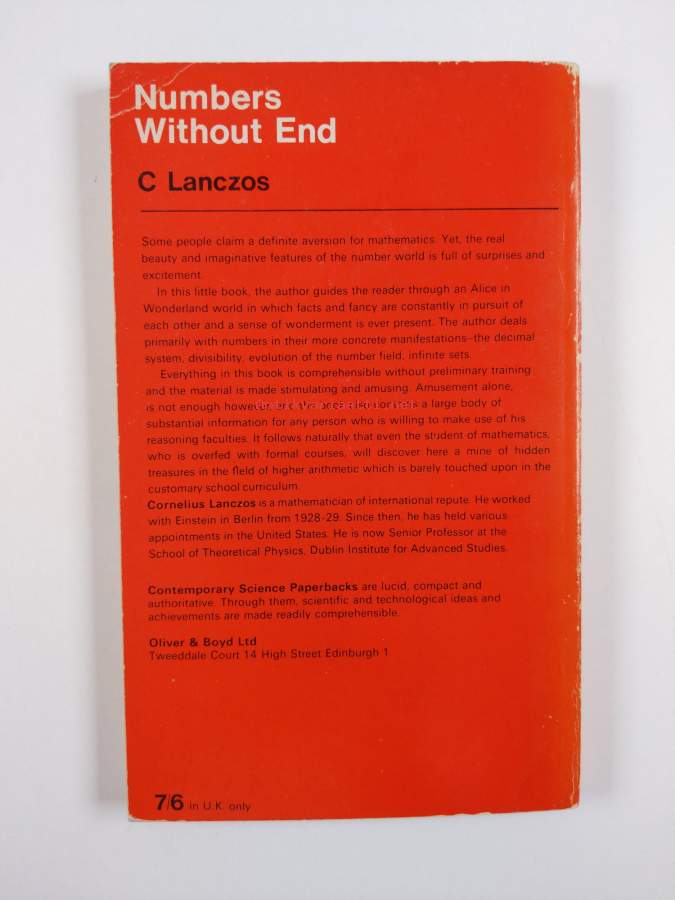 Numbers
Without End
C Lanczos
Some people claim a definite aversion for mathematics. Yet, the real
beauty and imaginative features of the number world is full of surprises and
excitement.
In this little book, the author guides the reader through an Alice in
Wonderland world in which facts and fancy are constantly in pursuit of
each other and a sense of wonderment is ever present. The author deals
primarily with numbers in their more concrete manifestations–the decimal
system, divisibility, evolution of the number field, infinite sets.
Everything in this book is comprehensible without preliminary training
and the material is made stimulating and amusing. Amusement alone,
is not enough however, and the book also contains a large body of
substantial information for any person who is willing to make use of his
reasoning faculties. It follows naturally that even the student of mathematics,
who is overfed with formal courses, will discover here a mine of hidden
treasures in the field of higher arithmetic which is barely touched upon in the
customary school curriculum.
Cornelius Lanczos is a mathematician of international repute. He worked
with Einstein in Berlin from 1928-29. Since then, he has held various
appointments in the United States. He is now Senior Professor at the
School of Theoretical Physics, Dublin Institute for Advanced Studies.
Contemporary Science Paperbacks are lucid, compact and
authoritative. Through them, scientific and technological ideas and
achievements are made readily comprehensible.
Oliver & Boyd Ltd
Tweeddale Court 14 High Street Edinburgh 1
7/6 in U.K. only